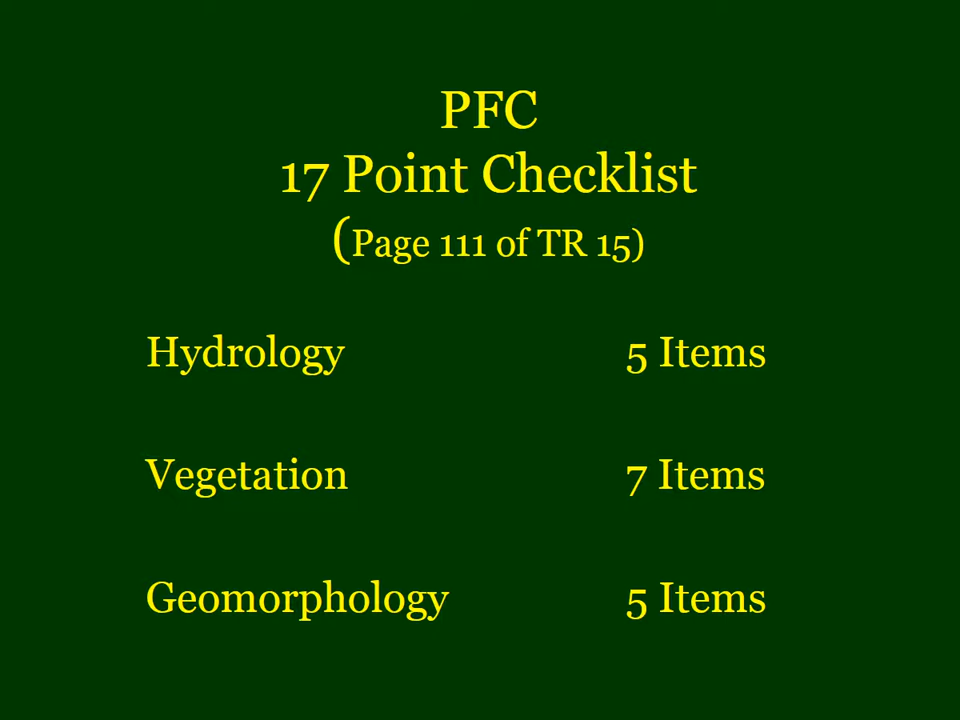 PFC
17 Point Checklist
(Page 111 of TR 15)
Hydrology 5 Items
Vegetation 7 Items
Geomorphology 5 Items